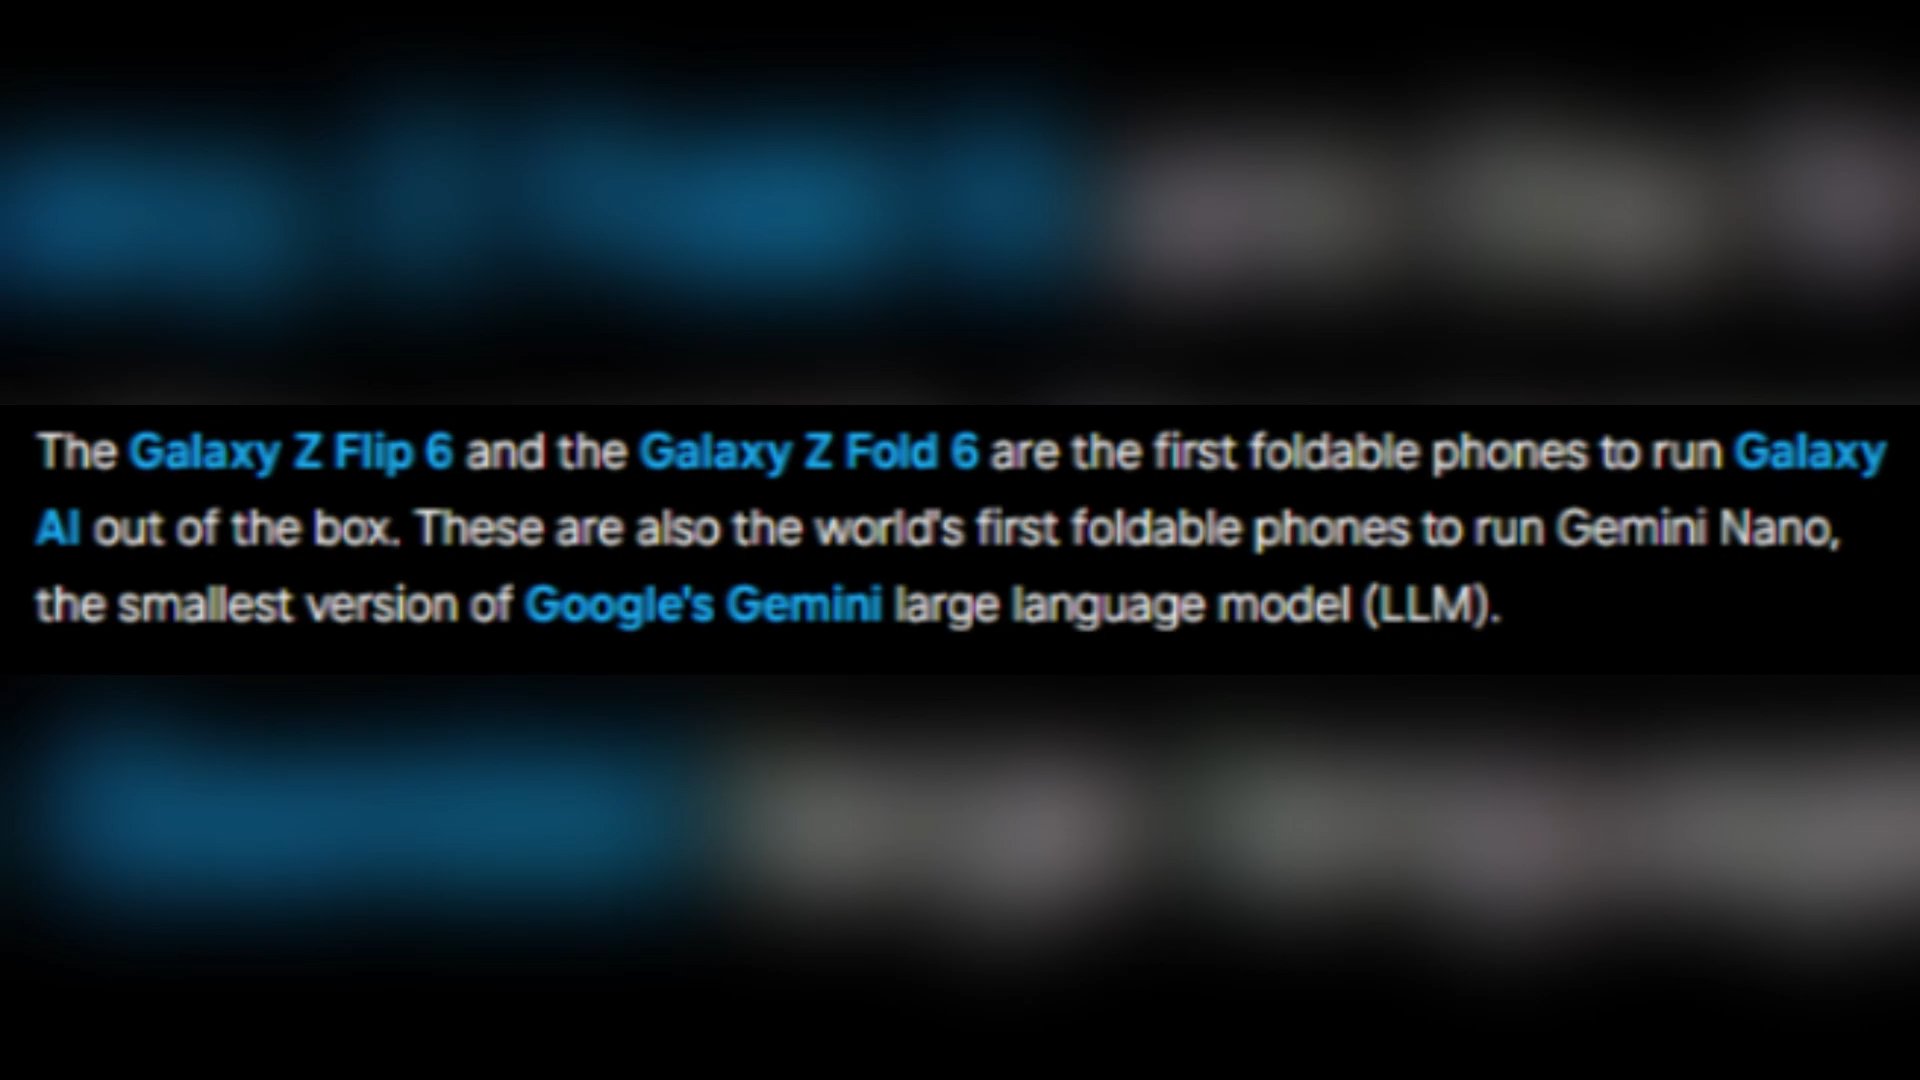 The Galaxy Z Flip 6 and the Galaxy Z Fold 6 are the first foldable phones to run Galaxy
AI out of the box. These are also the world's first foldable phones to run Gemini Nano,
the smallest version of Google's Gemini large language model (LLM).